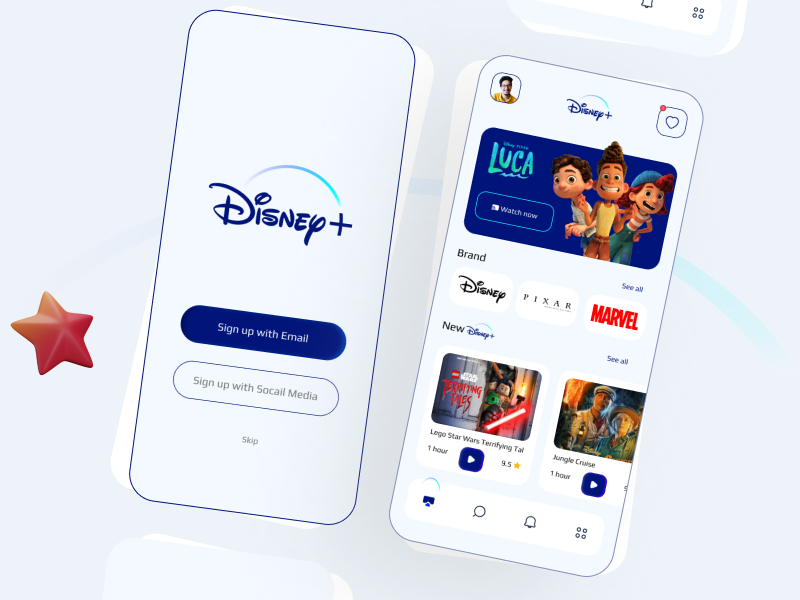 Disney+
Sign up with Email
Sign up with Socail Media
Skip
Disney+
Disney PIXAR
LUCA
Watch now
Brand
See all
Disney
PIXAR
MARVEL
New Disney+
See all
LEGO STAR WARS
TERRIFYING TALES
Lego Star Wars Terrifying Tal
1 hour
9.5
Jungle Cruise
1 hour